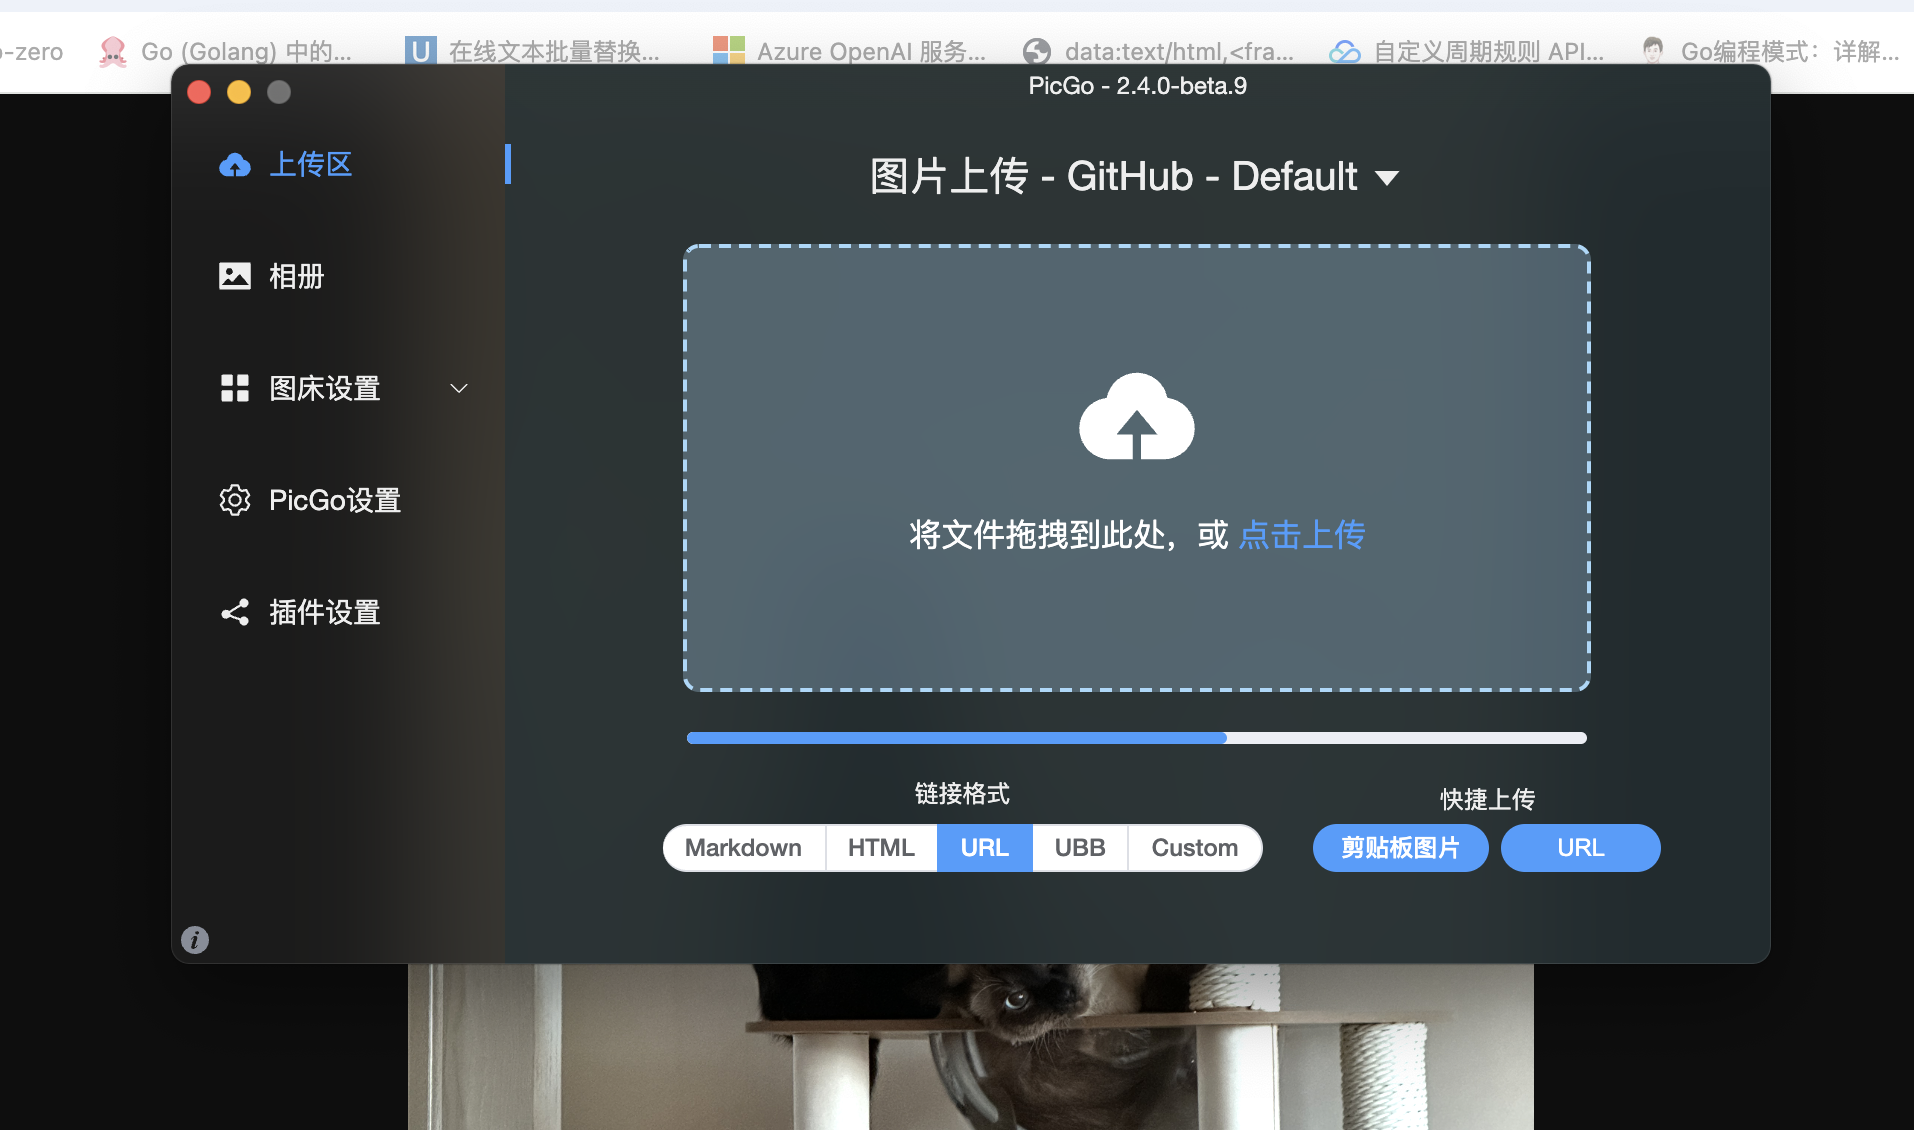 -zero
Go (Golang) 中的...
U 在线文本批量替换...
Azure OpenAI 服务...
data:text/html,<fra...
自定义周期规则 API...
Go编程模式：详解...
PicGo - 2.4.0-beta.9
上传区
相册
图床设置
PicGo设置
插件设置
图片上传 - GitHub - Default
将文件拖拽到此处，或 点击上传
链接格式
Markdown
HTML
URL
UBB
Custom
快捷上传
剪贴板图片
URL
i